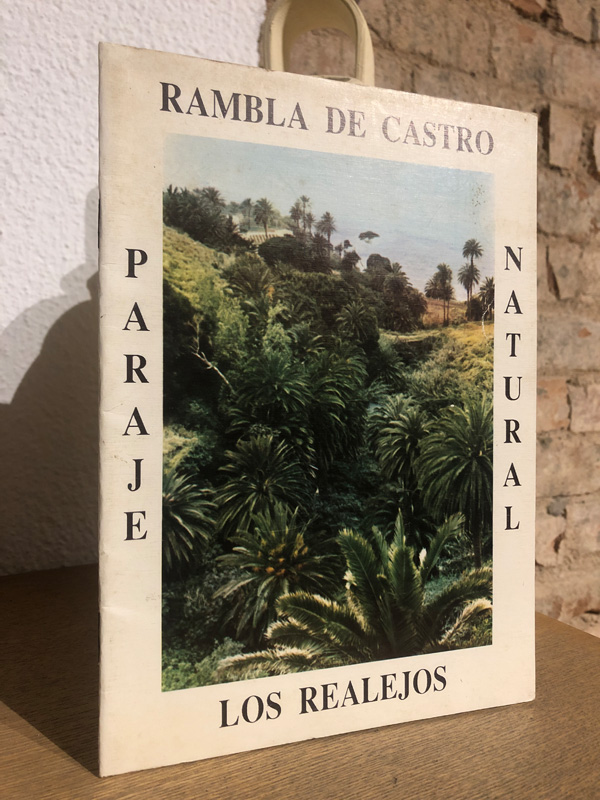 RAMBLA DE CASTRO
PARAJE
NATURAL
LOS REALEJOS